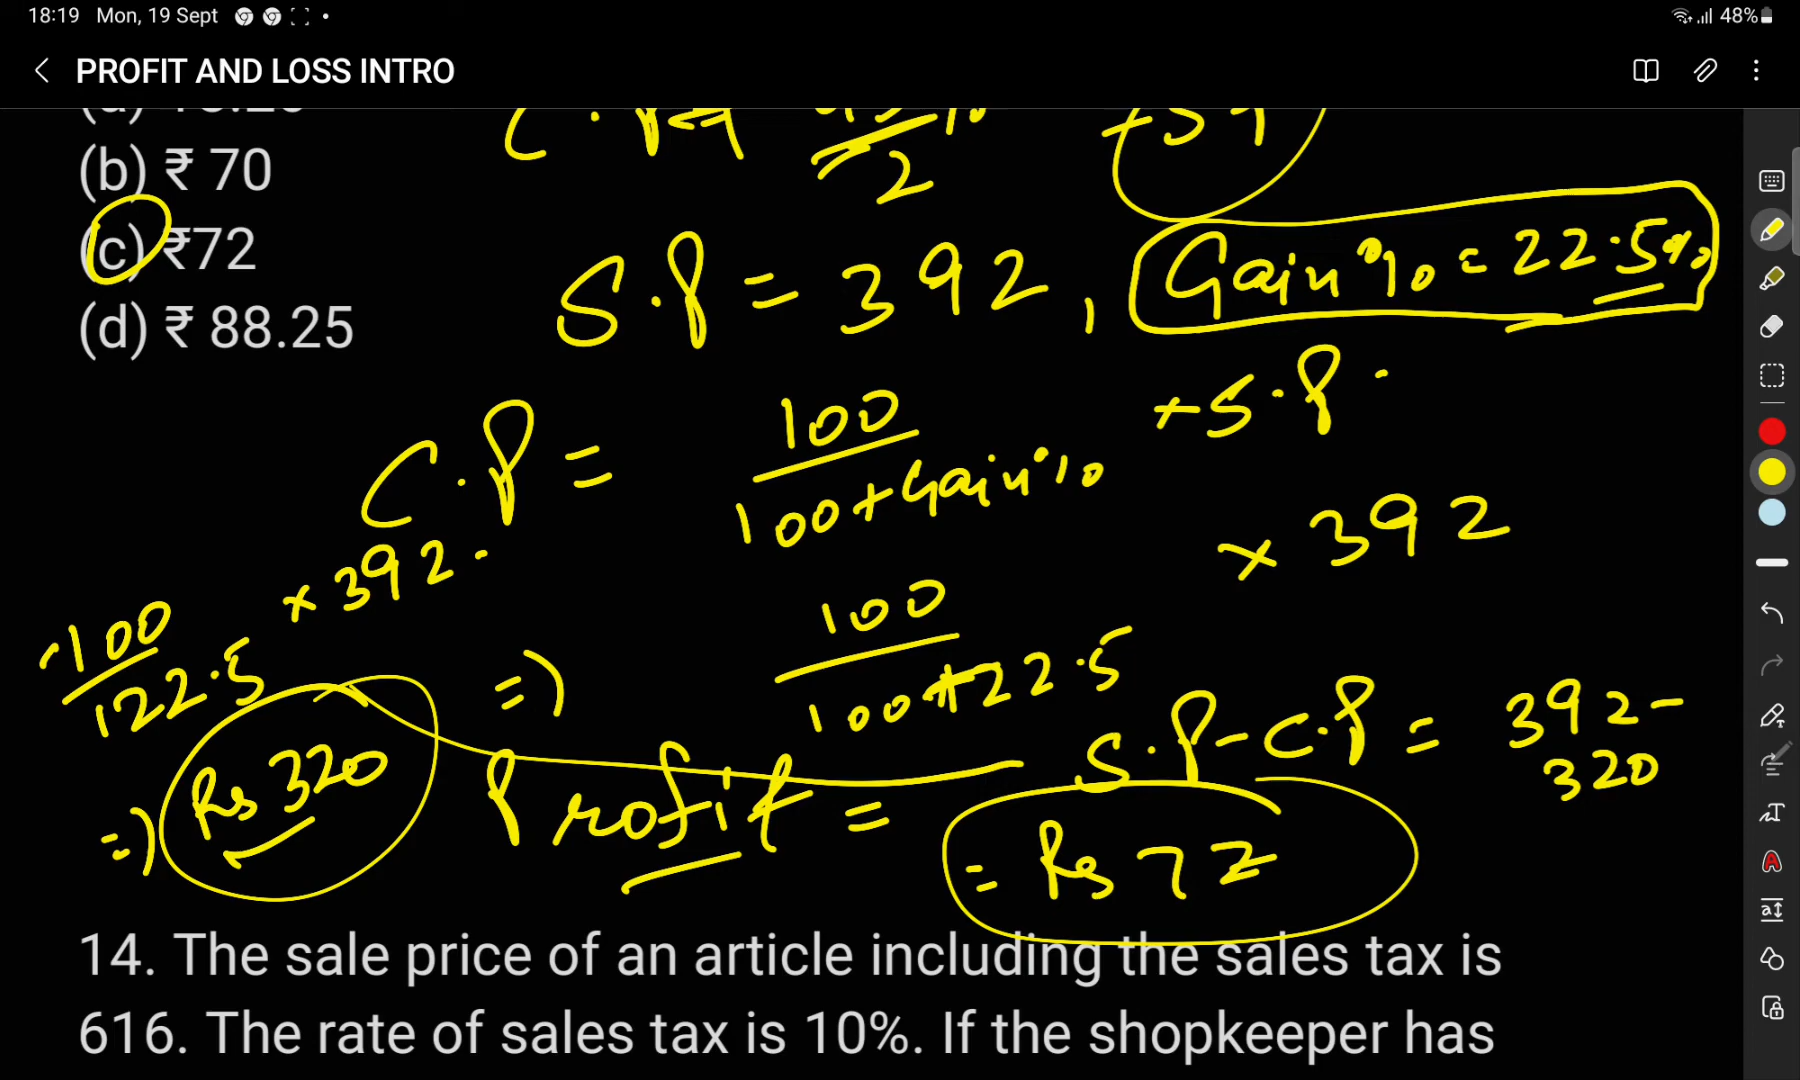 18:19 Mon, 19 Sept 48%
PROFIT AND LOSS INTRO
(b) ₹ 70
2
(c) ₹72
S.P = 392, Gain % = 22.5%
(d) ₹ 88.25
C.P = 100 / 100 + Gain % × S.P.
× 392
100 / 122.5 × 392.
=) 100 / 100 + 22.5
=) Rs 320
Profit = S.P - C.P = 392 -
320
= Rs 72
14. The sale price of an article including the sales tax is
616. The rate of sales tax is 10%. If the shopkeeper has